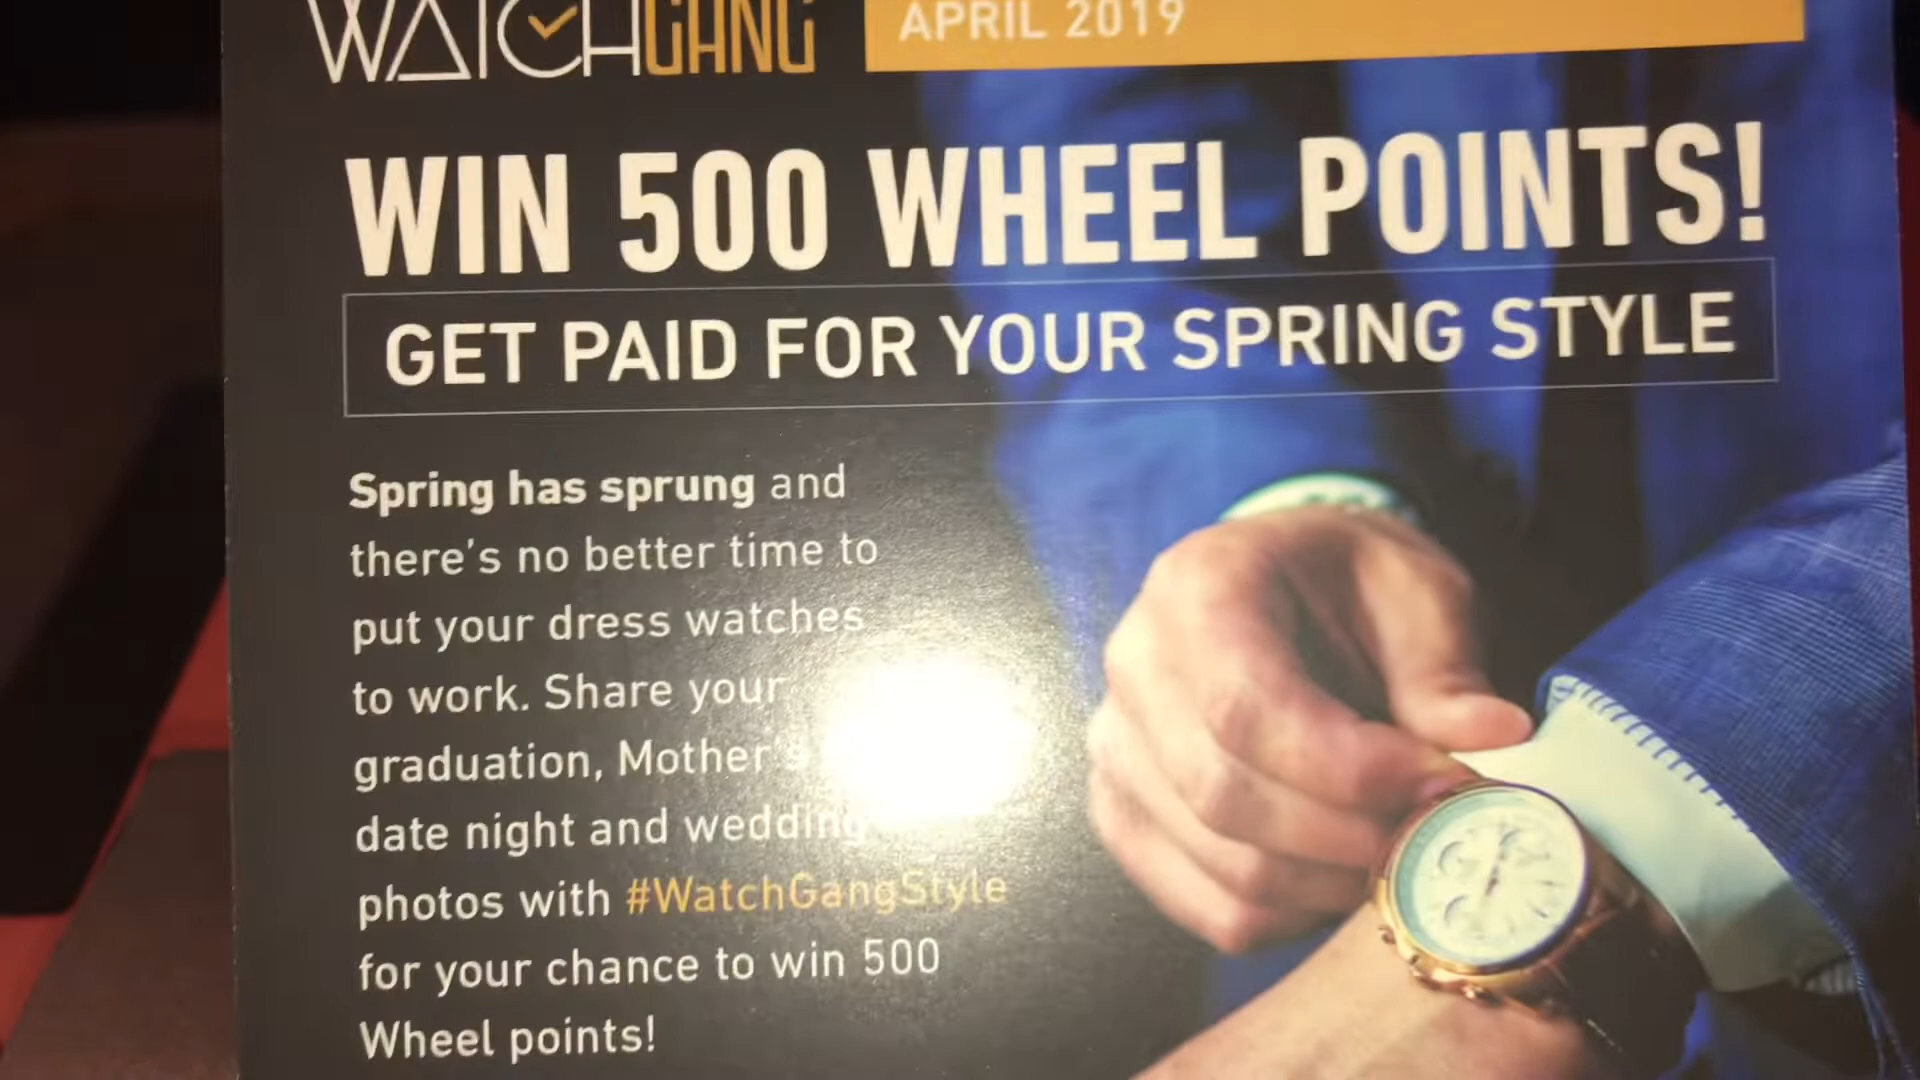 WATCHGANG
APRIL 2019
WIN 500 WHEEL POINTS!
GET PAID FOR YOUR SPRING STYLE
Spring has sprung and
there's no better time to
put your dress watches
to work. Share your
graduation, Mother's
date night and wedding
photos with #WatchGangStyle
for your chance to win 500
Wheel points!